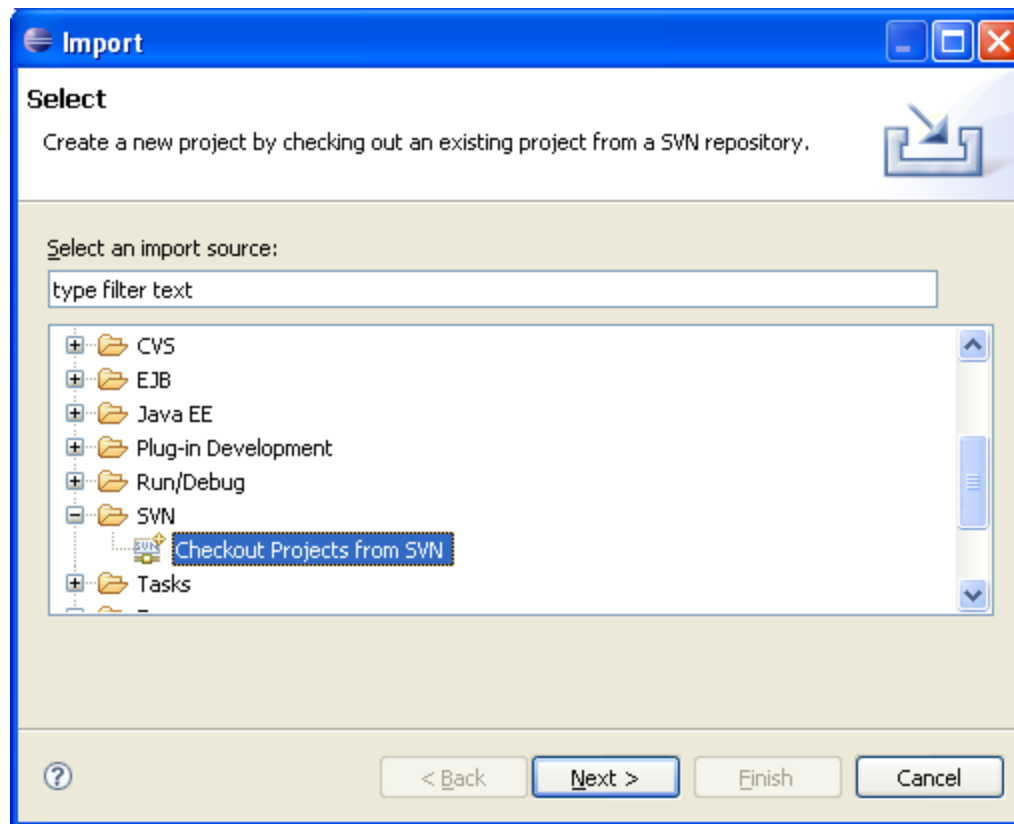 Import
Select
Create a new project by checking out an existing project from a SVN repository.
Select an import source:
type filter text
CVS
EJB
Java EE
Plug-in Development
Run/Debug
SVN
SVN Checkout Projects from SVN
Tasks
? < Back Next > Finish Cancel